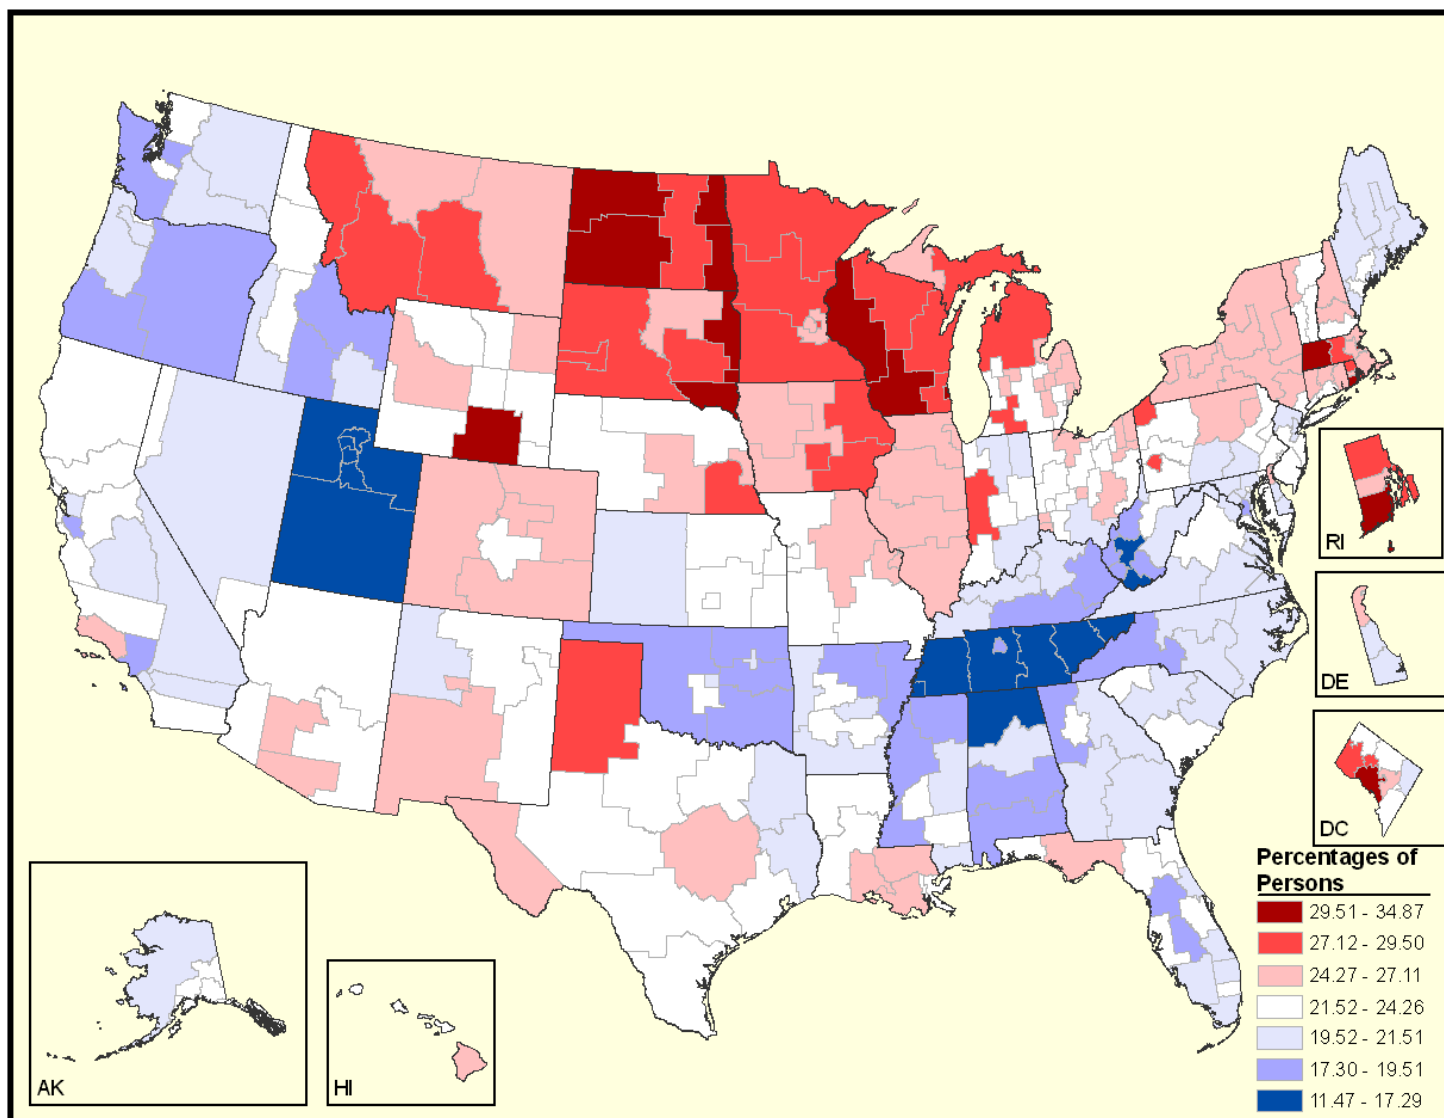 RI
DE
DC
AK
HI
Percentages of
Persons
29.51 - 34.87
27.12 - 29.50
24.27 - 27.11
21.52 - 24.26
19.52 - 21.51
17.30 - 19.51
11.47 - 17.29